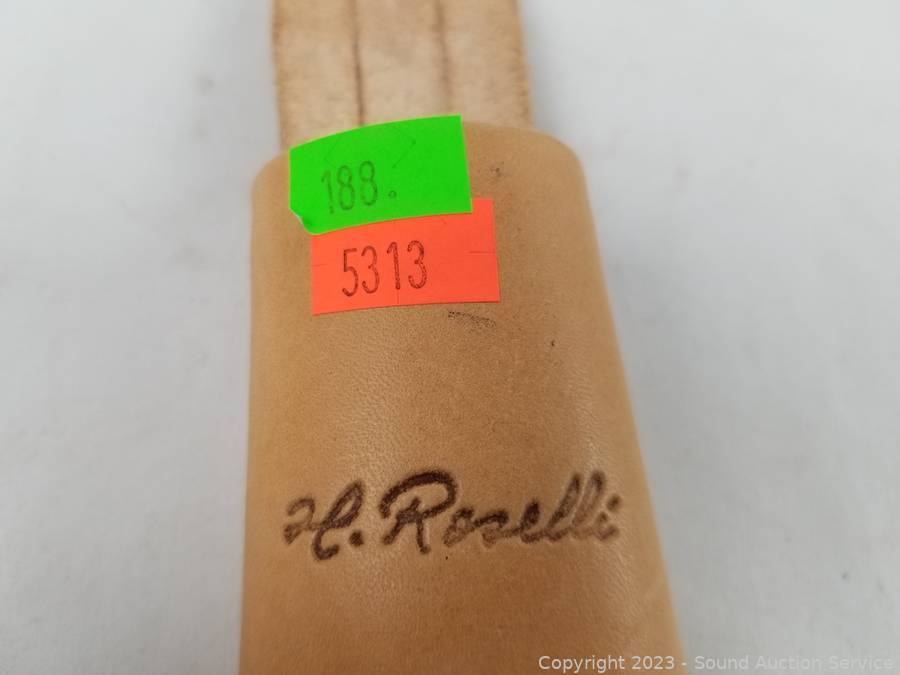 188.
5313
H. Roselli
Copyright 2023 - Sound Auction Service